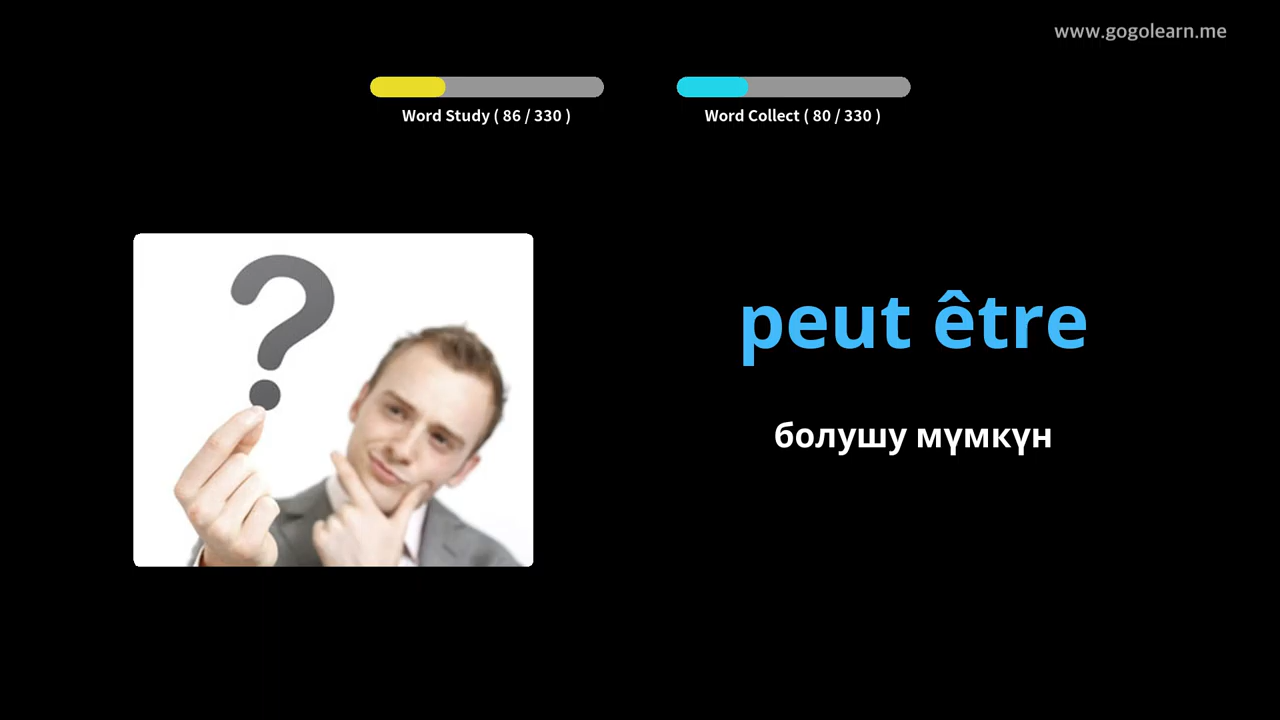 www.gogolearn.me
Word Study ( 86 / 330 )
Word Collect ( 80 / 330 )
?
peut être
болушу мүмкүн